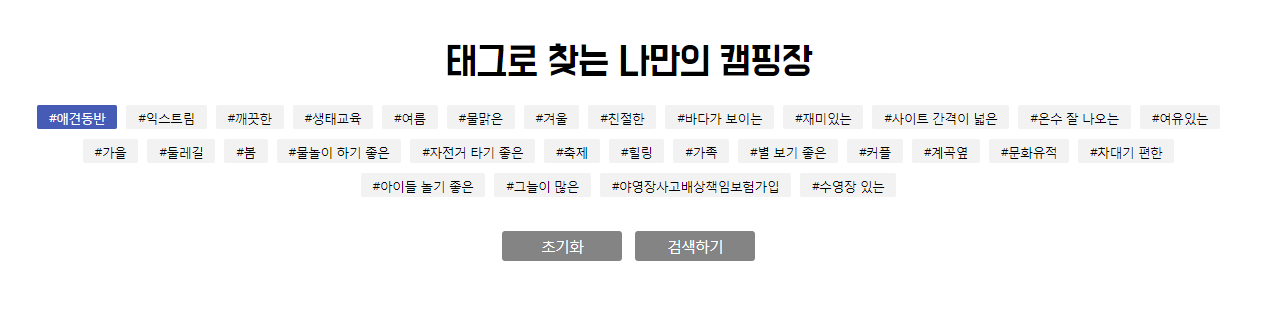 태그로 찾는 나만의 캠핑장
#애견동반 #익스트림 #깨끗한 #생태교육 #여름 #물맑은 #겨울 #친절한 #바다가 보이는 #재미있는 #사이트 간격이 넓은 #온수 잘 나오는 #여유있는
#가을 #둘레길 #봄 #물놀이 하기 좋은 #자전거 타기 좋은 #축제 #힐링 #가족 #별 보기 좋은 #커플 #계곡옆 #문화유적 #차대기 편한
#아이들 놀기 좋은 #그늘이 많은 #야영장사고배상책임보험가입 #수영장 있는
초기화 검색하기